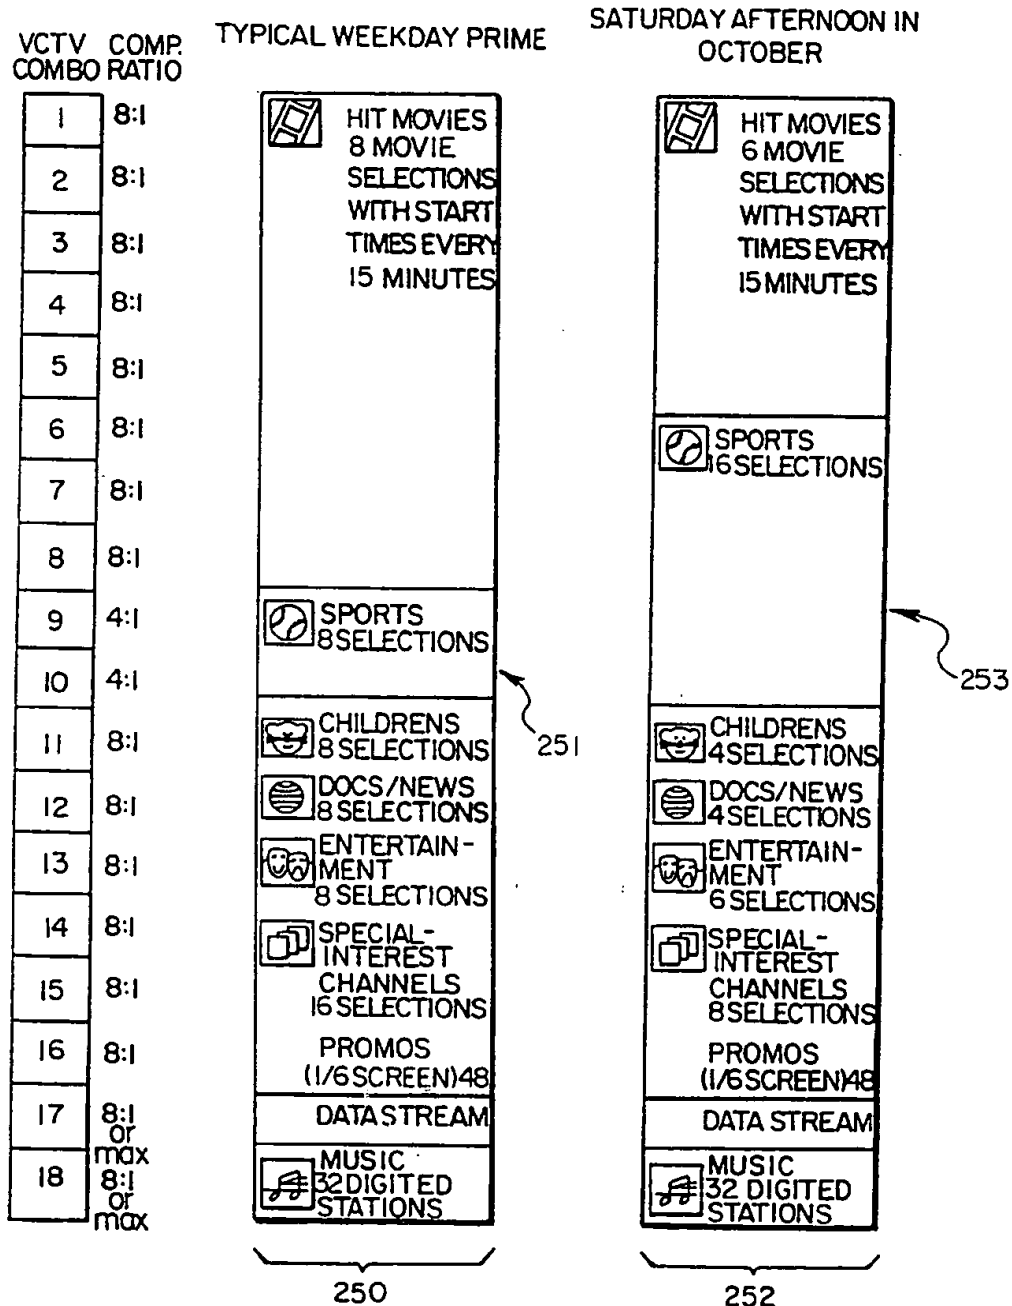 VCTV COMP.
COMBO RATIO
1 8:1
2 8:1
3 8:1
4 8:1
5 8:1
6 8:1
7 8:1
8 8:1
9 4:1
10 4:1
11 8:1
12 8:1
13 8:1
14 8:1
15 8:1
16 8:1
17 8:1
or
max
18 8:1
or
max
TYPICAL WEEKDAY PRIME
HIT MOVIES
8 MOVIE
SELECTIONS
WITH START
TIMES EVERY
15 MINUTES
SPORTS
8 SELECTIONS
CHILDRENS
8 SELECTIONS
DOCS/NEWS
8 SELECTIONS
ENTERTAIN-
MENT
8 SELECTIONS
SPECIAL-
INTEREST
CHANNELS
16 SELECTIONS
PROMOS
(1/6 SCREEN) 48
DATA STREAM
MUSIC
32 DIGITED
STATIONS
251
250
SATURDAY AFTERNOON IN
OCTOBER
HIT MOVIES
6 MOVIE
SELECTIONS
WITH START
TIMES EVERY
15 MINUTES
SPORTS
16 SELECTIONS
CHILDRENS
4 SELECTIONS
DOCS/NEWS
4 SELECTIONS
ENTERTAIN-
MENT
6 SELECTIONS
SPECIAL-
INTEREST
CHANNELS
8 SELECTIONS
PROMOS
(1/6 SCREEN) 48
DATA STREAM
MUSIC
32 DIGITED
STATIONS
253
252